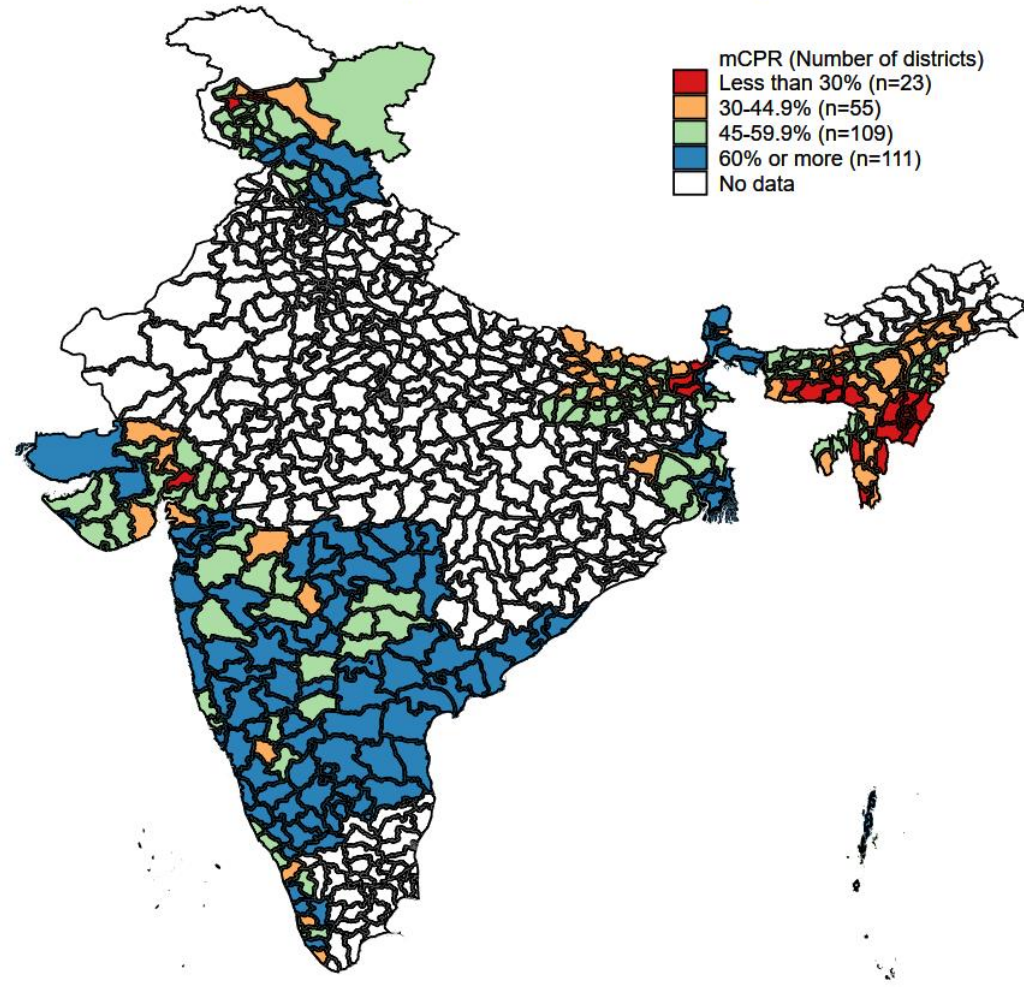 mCPR (Number of districts)
Less than 30% (n=23)
30-44.9% (n=55)
45-59.9% (n=109)
60% or more (n=111)
No data